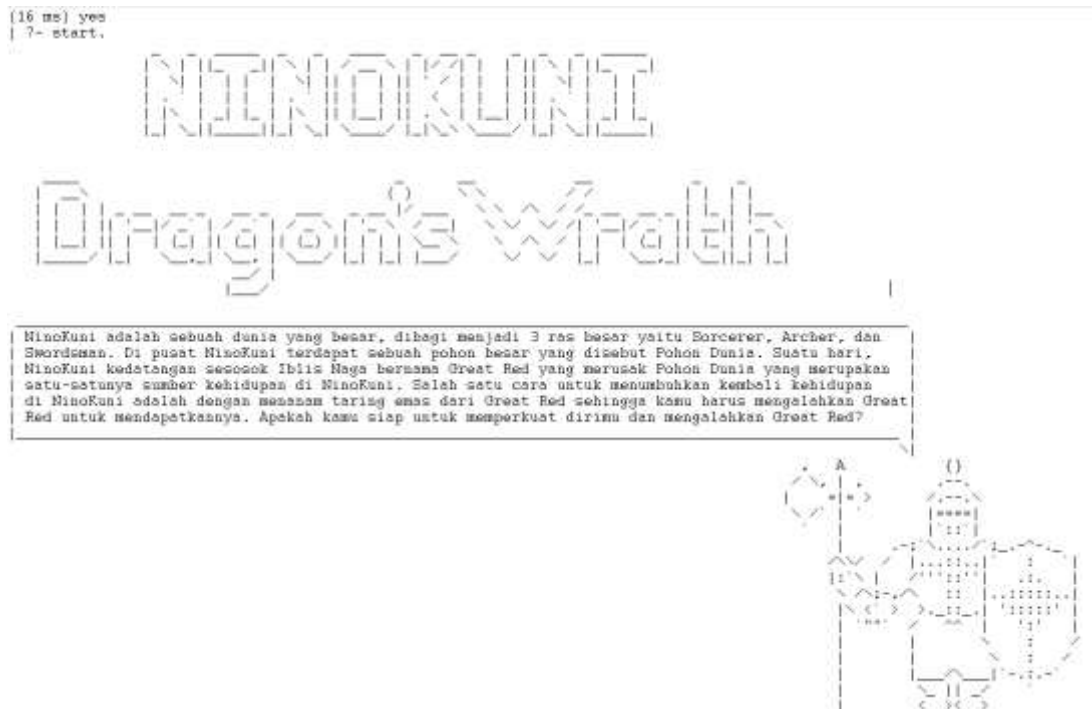 (16 ms) yes
| ?- start.
NINOKUNI
Dragon's Wrath
NinoKuni adalah sebuah dunia yang besar, dibagi menjadi 3 ras besar yaitu Sorcerer, Archer, dan
Swordsman. Di pusat NinoKuni terdapat sebuah pohon besar yang disebut Pohon Dunia. Suatu hari,
NinoKuni kedatangan sesosok Iblis Naga bernama Great Red yang merusak Pohon Dunia yang merupakan
satu-satunya sumber kehidupan di NinoKuni. Salah satu cara untuk menumbuhkan kembali kehidupan
di NinoKuni adalah dengan menanam taring emas dari Great Red sehingga kamu harus mengalahkan Great
Red untuk mendapatkannya. Apakah kamu siap untuk memperkuat dirimu dan mengalahkan Great Red?